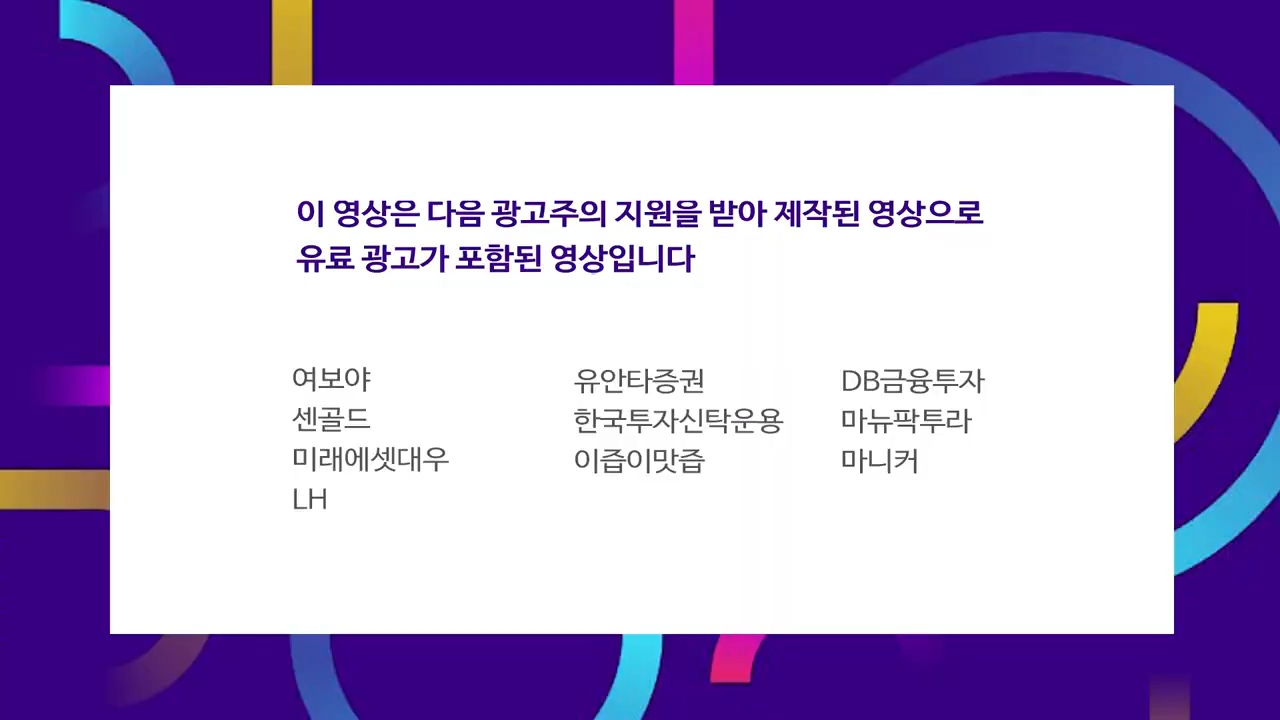 이 영상은 다음 광고주의 지원을 받아 제작된 영상으로
유료 광고가 포함된 영상입니다
여보야
센골드
미래에셋대우
LH
유안타증권
한국투자신탁운용
이즙이맛즙
DB금융투자
마뉴팍투라
마니커